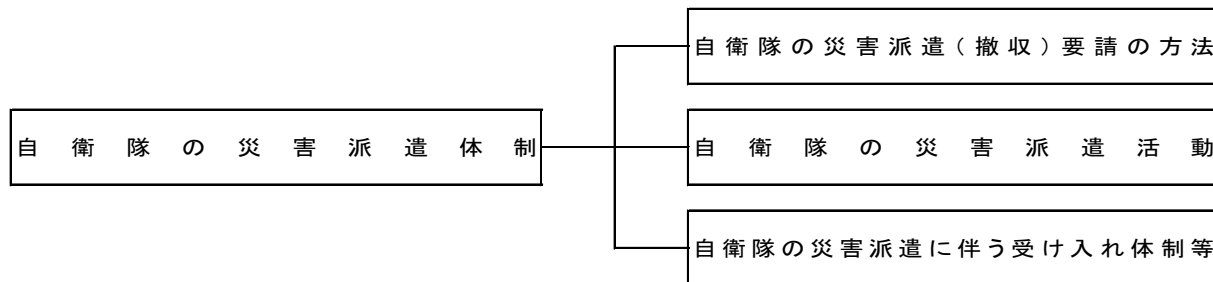 自衛隊の災害派遣（撤収）要請の方法
自衛隊の災害派遣体制
自衛隊の災害派遣活動
自衛隊の災害派遣に伴う受け入れ体制等